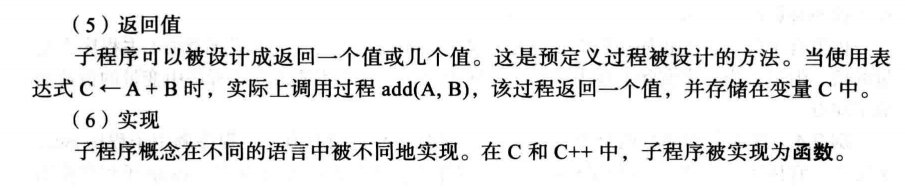 （5）返回值
子程序可以被设计成返回一个值或几个值。这是预定义过程被设计的方法。当使用表
达式 C ← A + B 时，实际上调用过程 add(A, B)，该过程返回一个值，并存储在变量 C 中。
（6）实现
子程序概念在不同的语言中被不同地实现。在 C 和 C++ 中，子程序被实现为函数。